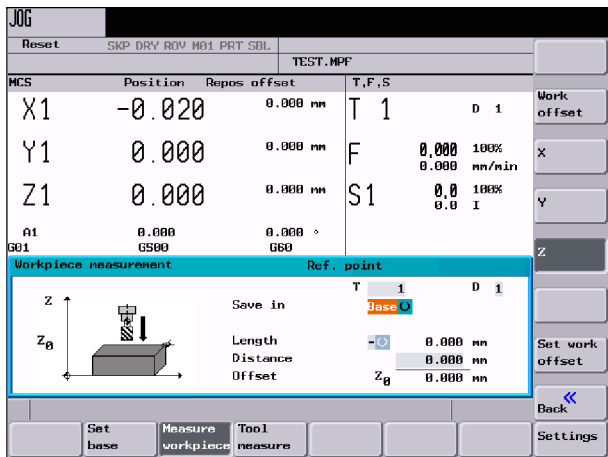 JOG
Reset SKP DRY ROV M01 PRT SBL
TEST.MPF
MCS Position Repos offset T,F,S
X1 -0.020 0.000 mm T 1 D 1
Y1 0.000 0.000 mm F 0,000 100%
0.000 mm/min
Z1 0.000 0.000 mm S1 0,0 100%
0.0 I
A1 0.000 0.000 °
G01 G500 G60
Work
offset
X
Y
Z
Workpiece measurement Ref. point
T 1 D 1
Save in Base
Z
Z0
Length - 0.000 mm
Distance 0.000 mm
Offset Z0 0.000 mm
Set work
offset
«
Back
Set
base
Measure
workpiece
Tool
measure
Settings